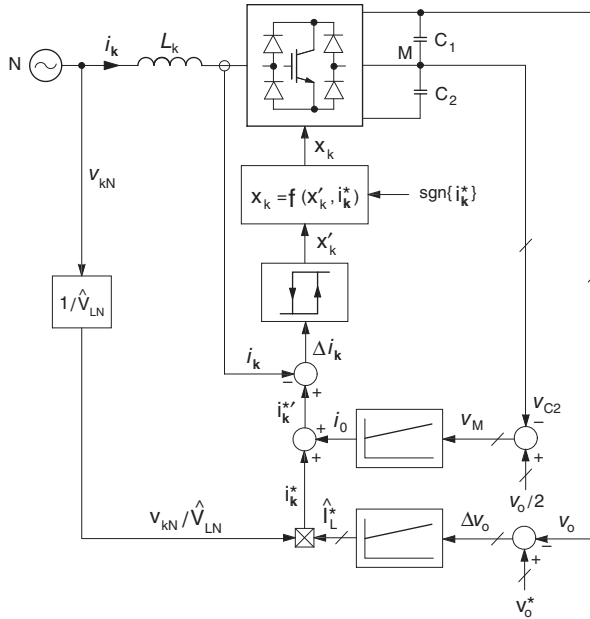 N
i_k
L_k
M
C_1
C_2
x_k
v_kN
x_k = f (x'_k, i*_k)
sgn{i*_k}
x'_k
1/V̂_LN
Δi_k
i_k
−
+
i*'_k
i_0
v_M
v_C2
−
+
+
+
v_o/2
i*_k
v_kN/V̂_LN
Î*_L
Δv_o
v_o
−
+
v*_o